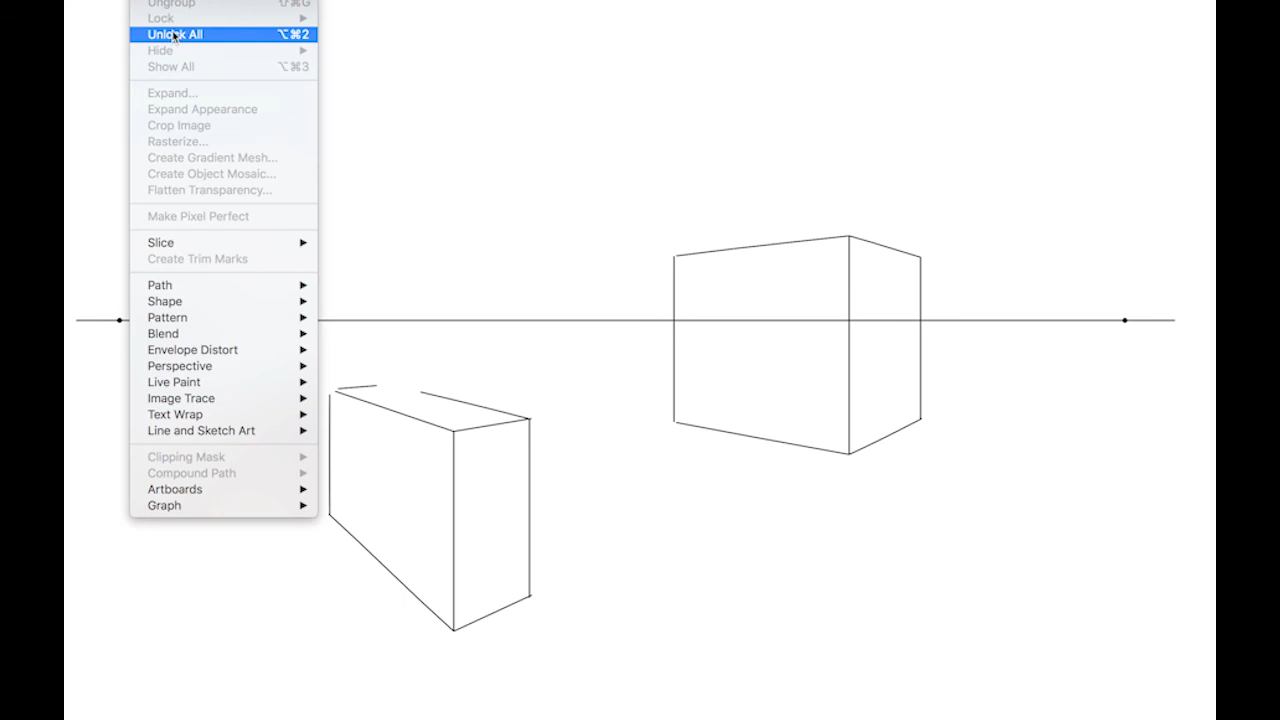 Ungroup ⇧⌘G
Lock ▶
Unlock All ⌥⌘2
Hide ▶
Show All ⌥⌘3
Expand...
Expand Appearance
Crop Image
Rasterize...
Create Gradient Mesh...
Create Object Mosaic...
Flatten Transparency...
Make Pixel Perfect
Slice ▶
Create Trim Marks
Path ▶
Shape ▶
Pattern ▶
Blend ▶
Envelope Distort ▶
Perspective ▶
Live Paint ▶
Image Trace ▶
Text Wrap ▶
Line and Sketch Art ▶
Clipping Mask ▶
Compound Path ▶
Artboards ▶
Graph ▶